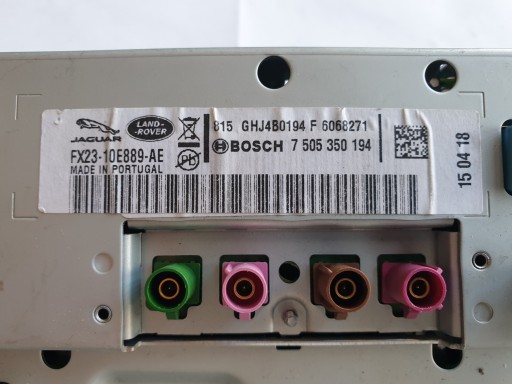 JAGUAR
LAND-
ROVER
815 GHJ4B0194 F 6068271
FX23-10E889-AE
Pb
BOSCH 7 505 350 194
MADE IN PORTUGAL
15 04 18